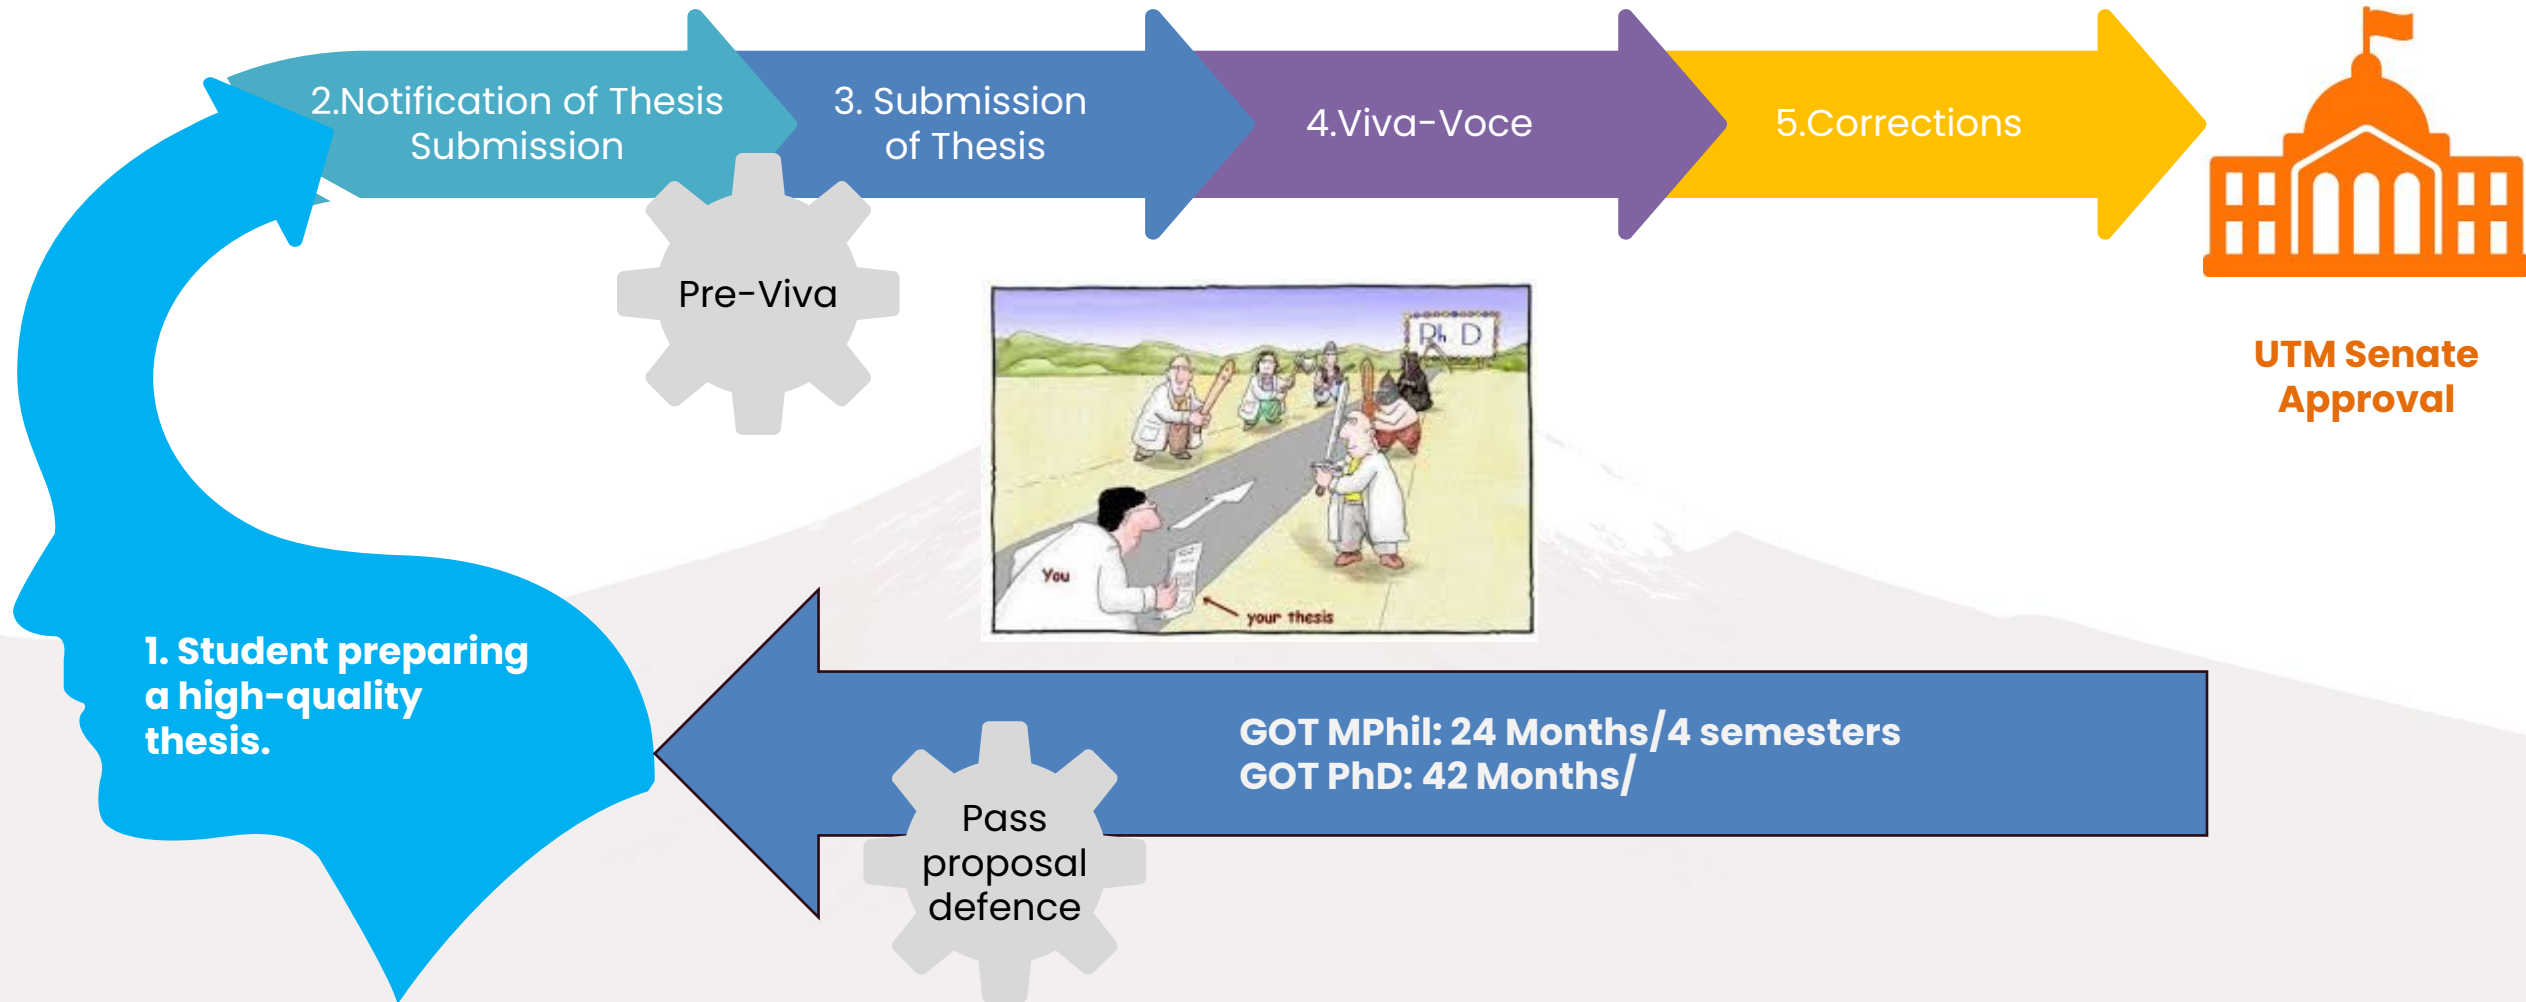 2.Notification of Thesis
Submission
3. Submission
of Thesis
4.Viva-Voce
5.Corrections
Pre-Viva
Ph D
You
your thesis
UTM Senate
Approval
1. Student preparing
a high-quality
thesis.
GOT MPhil: 24 Months/4 semesters
GOT PhD: 42 Months/
Pass
proposal
defence